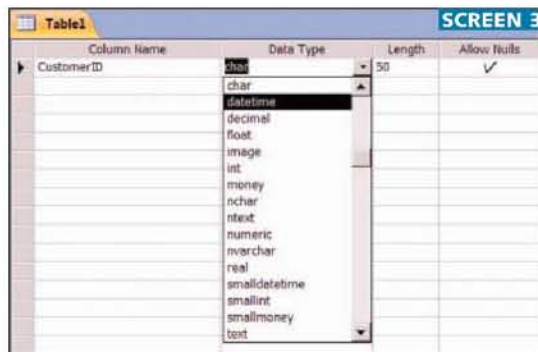 Table1 SCREEN 3
Column Name Data Type Length Allow Nulls
CustomerID char 50
char
datetime
decimal
float
image
int
money
nchar
ntext
numeric
nvarchar
real
smalldatetime
smallint
smallmoney
text